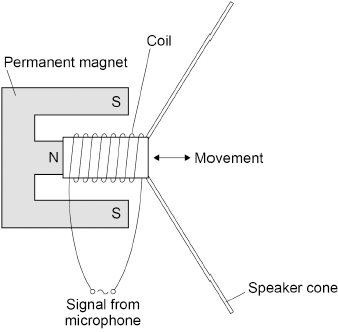 Coil
Permanent magnet
S
N
Movement
S
Speaker cone
Signal from
microphone